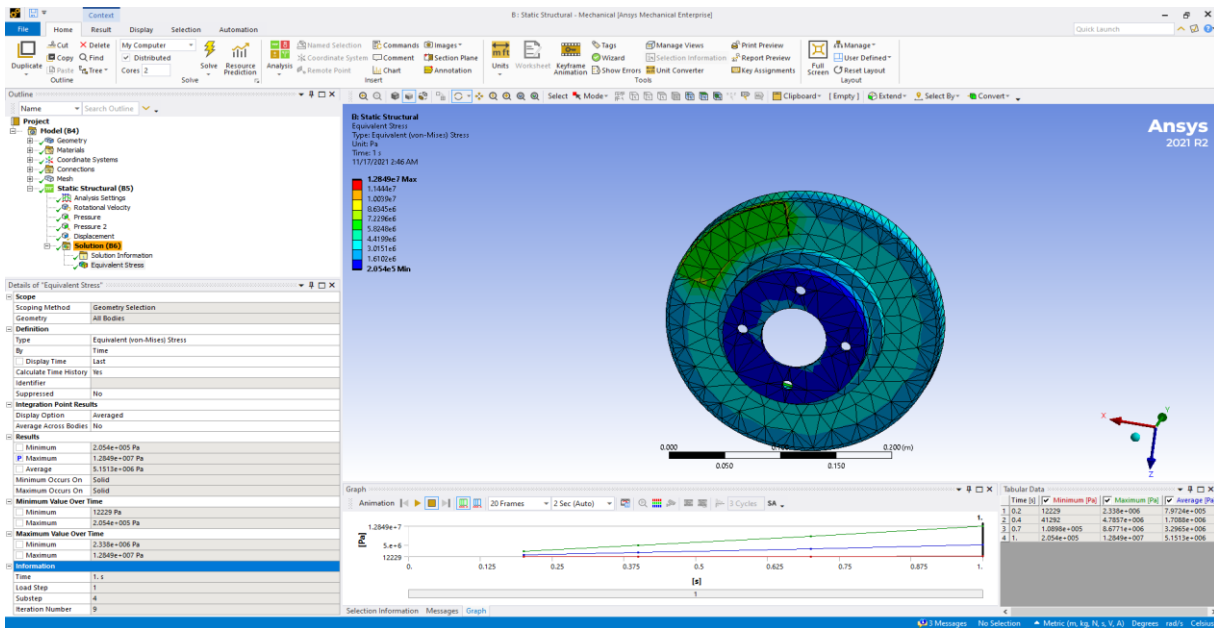 Context
B : Static Structural - Mechanical [Ansys Mechanical Enterprise]
File Home Result Display Selection Automation
Quick Launch
Duplicate
Cut
Copy
Paste
Delete
Find
Tree
Outline
My Computer
Distributed
Cores 2
Solve
Resource Prediction
Solve
Analysis
Named Selection
Coordinate System
Remote Point
Commands
Comment
Chart
Images
Section Plane
Annotation
Insert
Units
Worksheet
Keyframe Animation
Tags
Wizard
Show Errors
Manage Views
Selection Information
Unit Converter
Print Preview
Report Preview
Key Assignments
Tools
Full Screen
Manage
User Defined
Reset Layout
Layout
Outline
Name Search Outline
Select Mode Clipboard [Empty] Extend Select By Convert
Project
Model (B4)
Geometry
Materials
Coordinate Systems
Connections
Mesh
Static Structural (B5)
Analysis Settings
Rotational Velocity
Pressure
Pressure 2
Displacement
Solution (B6)
Solution Information
Equivalent Stress
Details of "Equivalent Stress"
Scope
Scoping Method Geometry Selection
Geometry All Bodies
Definition
Type Equivalent (von-Mises) Stress
By Time
Display Time Last
Calculate Time History Yes
Identifier
Suppressed No
Integration Point Results
Display Option Averaged
Average Across Bodies No
Results
Minimum 2.054e+005 Pa
P Maximum 1.2849e+007 Pa
Average 5.1513e+006 Pa
Minimum Occurs On Solid
Maximum Occurs On Solid
Minimum Value Over Time
Minimum 12229 Pa
Maximum 2.054e+005 Pa
Maximum Value Over Time
Minimum 2.338e+006 Pa
Maximum 1.2849e+007 Pa
Information
Time 1. s
Load Step 1
Substep 4
Iteration Number 9
B: Static Structural
Equivalent Stress
Type: Equivalent (von-Mises) Stress
Unit: Pa
Time: 1 s
11/17/2021 2:46 AM
1.2849e7 Max
1.1444e7
1.0039e7
8.6345e6
7.2296e6
5.8248e6
4.4199e6
3.0151e6
1.6102e6
2.054e5 Min
Ansys
2021 R2
0.000
0.200 (m)
0.050
0.150
X
Y
Z
Graph
Animation 20 Frames 2 Sec (Auto) 3 Cycles SA
1.
1.2849e+7
5.e+6
12229
[Pa]
0. 0.125 0.25 0.375 0.5 0.625 0.75 0.875 1.
[s]
1
Selection Information Messages Graph
Tabular Data
Time [s] Minimum [Pa] Maximum [Pa] Average [Pa]
1 0.2 12229 2.338e+006 7.9724e+005
2 0.4 41292 4.7857e+006 1.7088e+006
3 0.7 1.0898e+005 8.6771e+006 3.2965e+006
4 1. 2.054e+005 1.2849e+007 5.1513e+006
3 Messages No Selection Metric (m, kg, N, s, V, A) Degrees rad/s Celsius